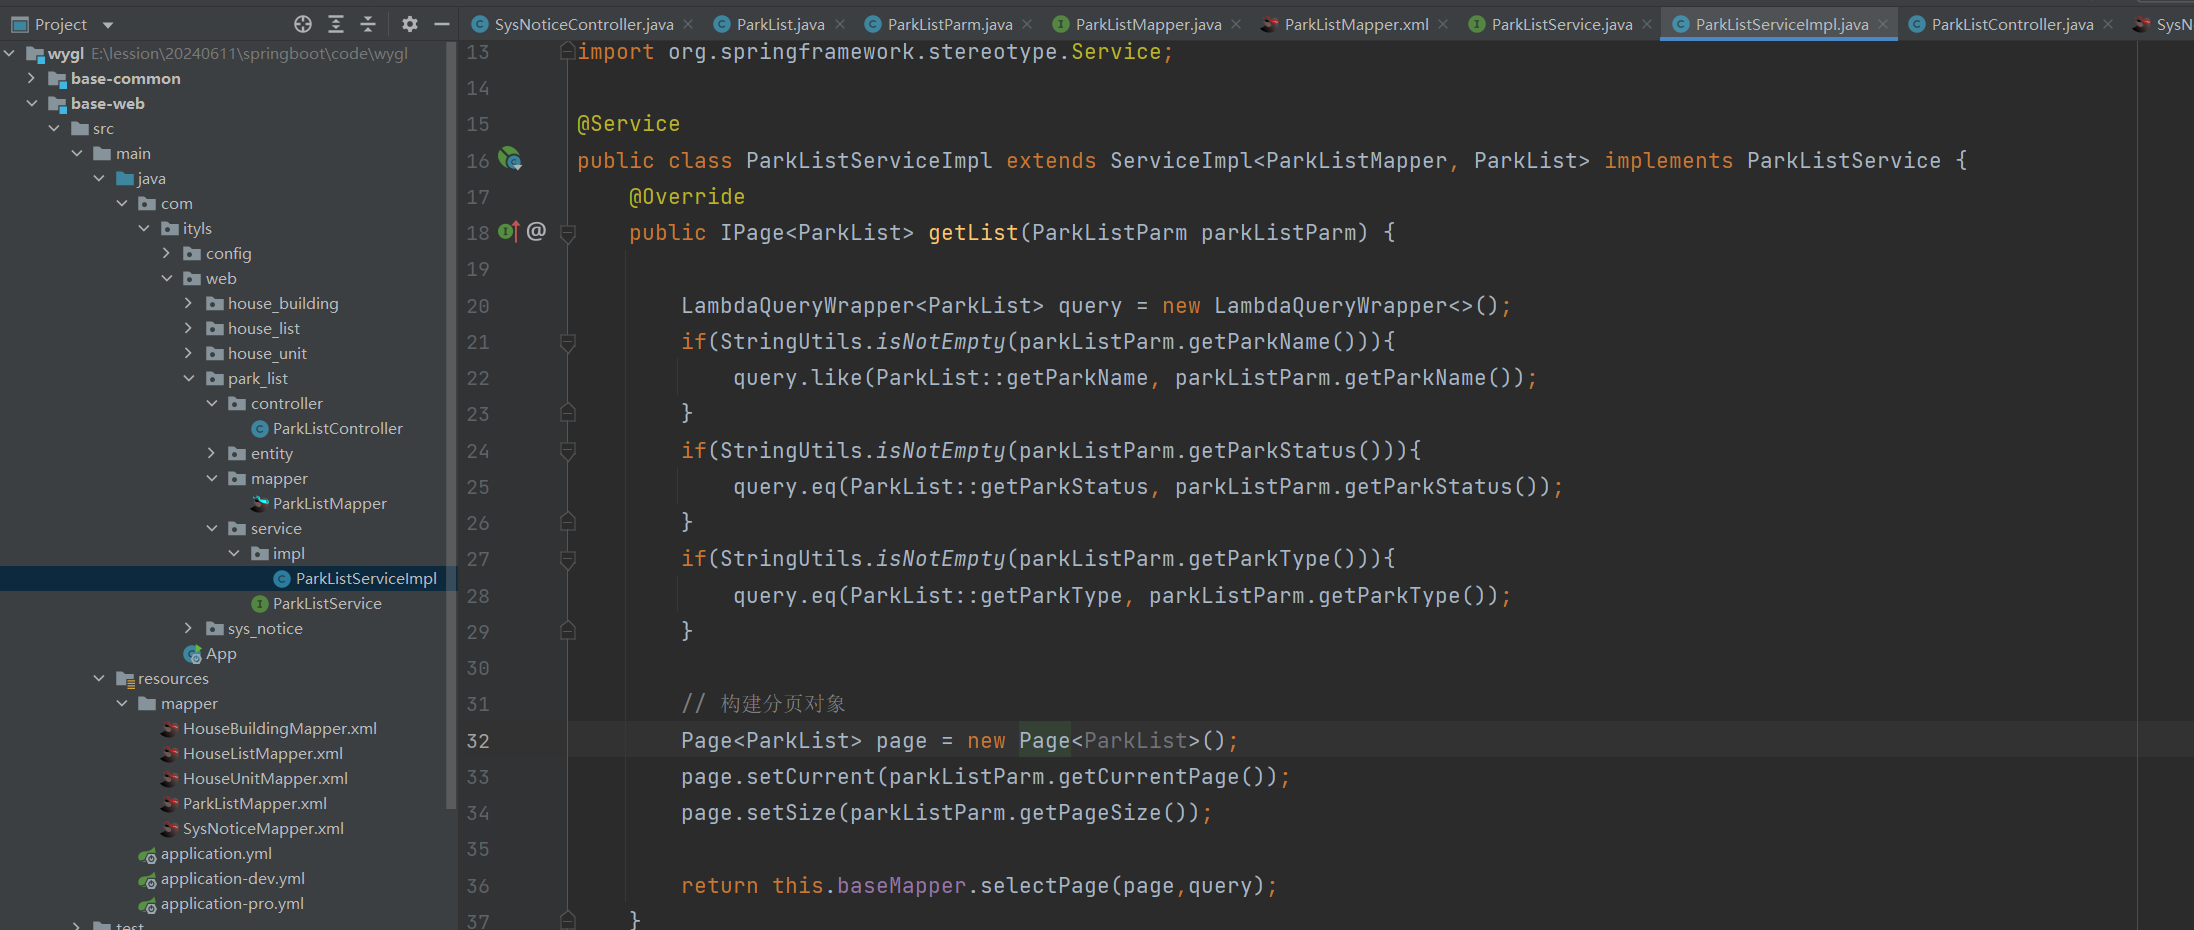 Project
SysNoticeController.java
ParkList.java
ParkListParm.java
ParkListMapper.java
ParkListMapper.xml
ParkListService.java
ParkListServiceImpl.java
ParkListController.java
SysN
wygl E:\lession\20240611\springboot\code\wygl
base-common
base-web
src
main
java
com
ityls
config
web
house_building
house_list
house_unit
park_list
controller
ParkListController
entity
mapper
ParkListMapper
service
impl
ParkListServiceImpl
ParkListService
sys_notice
App
resources
mapper
HouseBuildingMapper.xml
HouseListMapper.xml
HouseUnitMapper.xml
ParkListMapper.xml
SysNoticeMapper.xml
application.yml
application-dev.yml
application-pro.yml
test
13 import org.springframework.stereotype.Service;
14
15 @Service
16 public class ParkListServiceImpl extends ServiceImpl<ParkListMapper, ParkList> implements ParkListService {
17 @Override
18 @ public IPage<ParkList> getList(ParkListParm parkListParm) {
19
20 LambdaQueryWrapper<ParkList> query = new LambdaQueryWrapper<>();
21 if(StringUtils.isNotEmpty(parkListParm.getParkName())){
22 query.like(ParkList::getParkName, parkListParm.getParkName());
23 }
24 if(StringUtils.isNotEmpty(parkListParm.getParkStatus())){
25 query.eq(ParkList::getParkStatus, parkListParm.getParkStatus());
26 }
27 if(StringUtils.isNotEmpty(parkListParm.getParkType())){
28 query.eq(ParkList::getParkType, parkListParm.getParkType());
29 }
30
31 // 构建分页对象
32 Page<ParkList> page = new Page<ParkList>();
33 page.setCurrent(parkListParm.getCurrentPage());
34 page.setSize(parkListParm.getPageSize());
35
36 return this.baseMapper.selectPage(page,query);
37 }